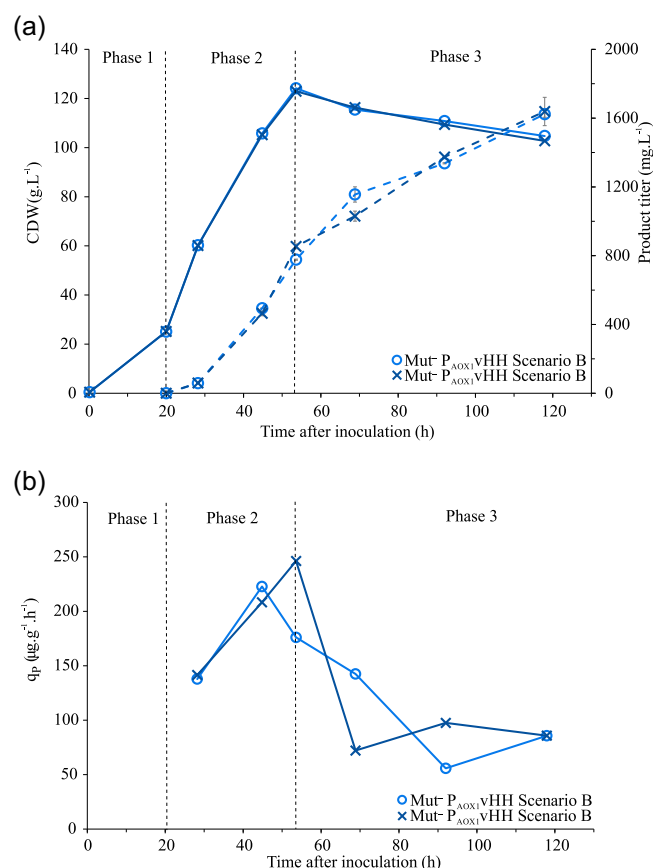 (a)
Phase 1 Phase 2 Phase 3
140
120
100
80
60
40
20
0
CDW(g.L⁻¹)
2000
1600
1200
800
400
0
Product titer (mg.L⁻¹)
Mut⁻ P_AOX1 vHH Scenario B
Mut⁻ P_AOX1 vHH Scenario B
0 20 40 60 80 100 120
Time after inoculation (h)
(b)
Phase 1 Phase 2 Phase 3
300
250
200
150
100
50
0
q_P (µg.g⁻¹.h⁻¹)
Mut⁻ P_AOX1 vHH Scenario B
Mut⁻ P_AOX1 vHH Scenario B
0 20 40 60 80 100 120
Time after inoculation (h)